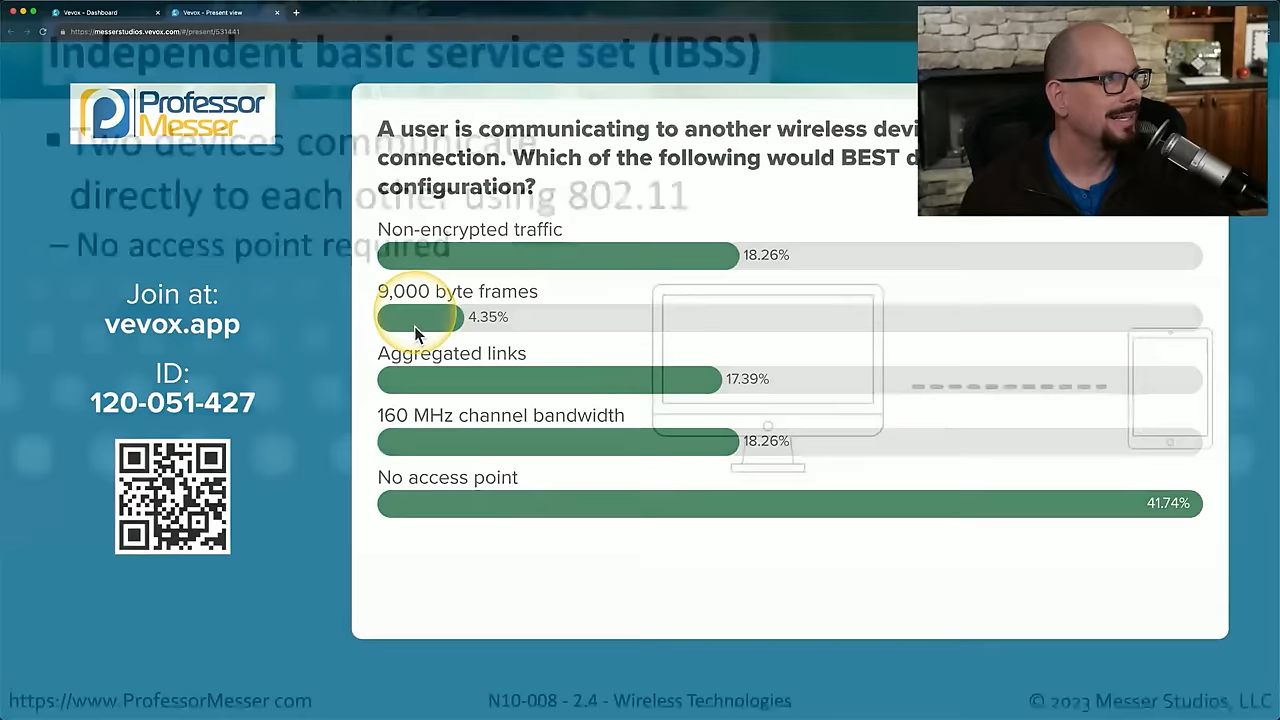 Vevox - Dashboard
Vevox - Present view
https://messerstudios.vevox.com/#/present/531441
Independent basic service set (IBSS)
Professor
Messer
Two devices communicate
directly to each other using 802.11
– No access point required
Join at:
vevox.app
ID:
120-051-427
A user is communicating to another wireless devi
connection. Which of the following would BEST d
configuration?
Non-encrypted traffic
18.26%
9,000 byte frames
4.35%
Aggregated links
17.39%
160 MHz channel bandwidth
18.26%
No access point
41.74%
https://www.ProfessorMesser.com
N10-008 - 2.4 - Wireless Technologies
© 2023 Messer Studios, LLC